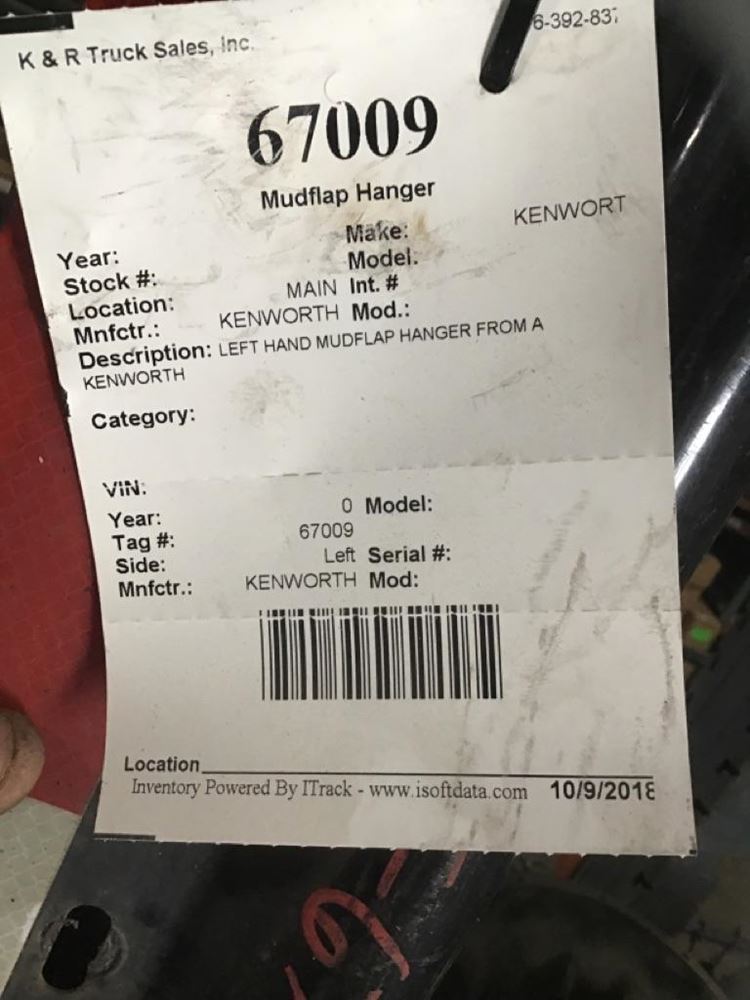 K & R Truck Sales, Inc.
6-392-837
67009
Mudflap Hanger
Make: KENWORT
Year: Model:
Stock #: MAIN Int. #
Location: KENWORTH Mod.:
Mnfctr.:
Description: LEFT HAND MUDFLAP HANGER FROM A
KENWORTH
Category:
VIN:
Year: 0 Model:
Tag #: 67009
Side: Left Serial #:
Mnfctr.: KENWORTH Mod:
Location
Inventory Powered By ITrack - www.isoftdata.com 10/9/2018